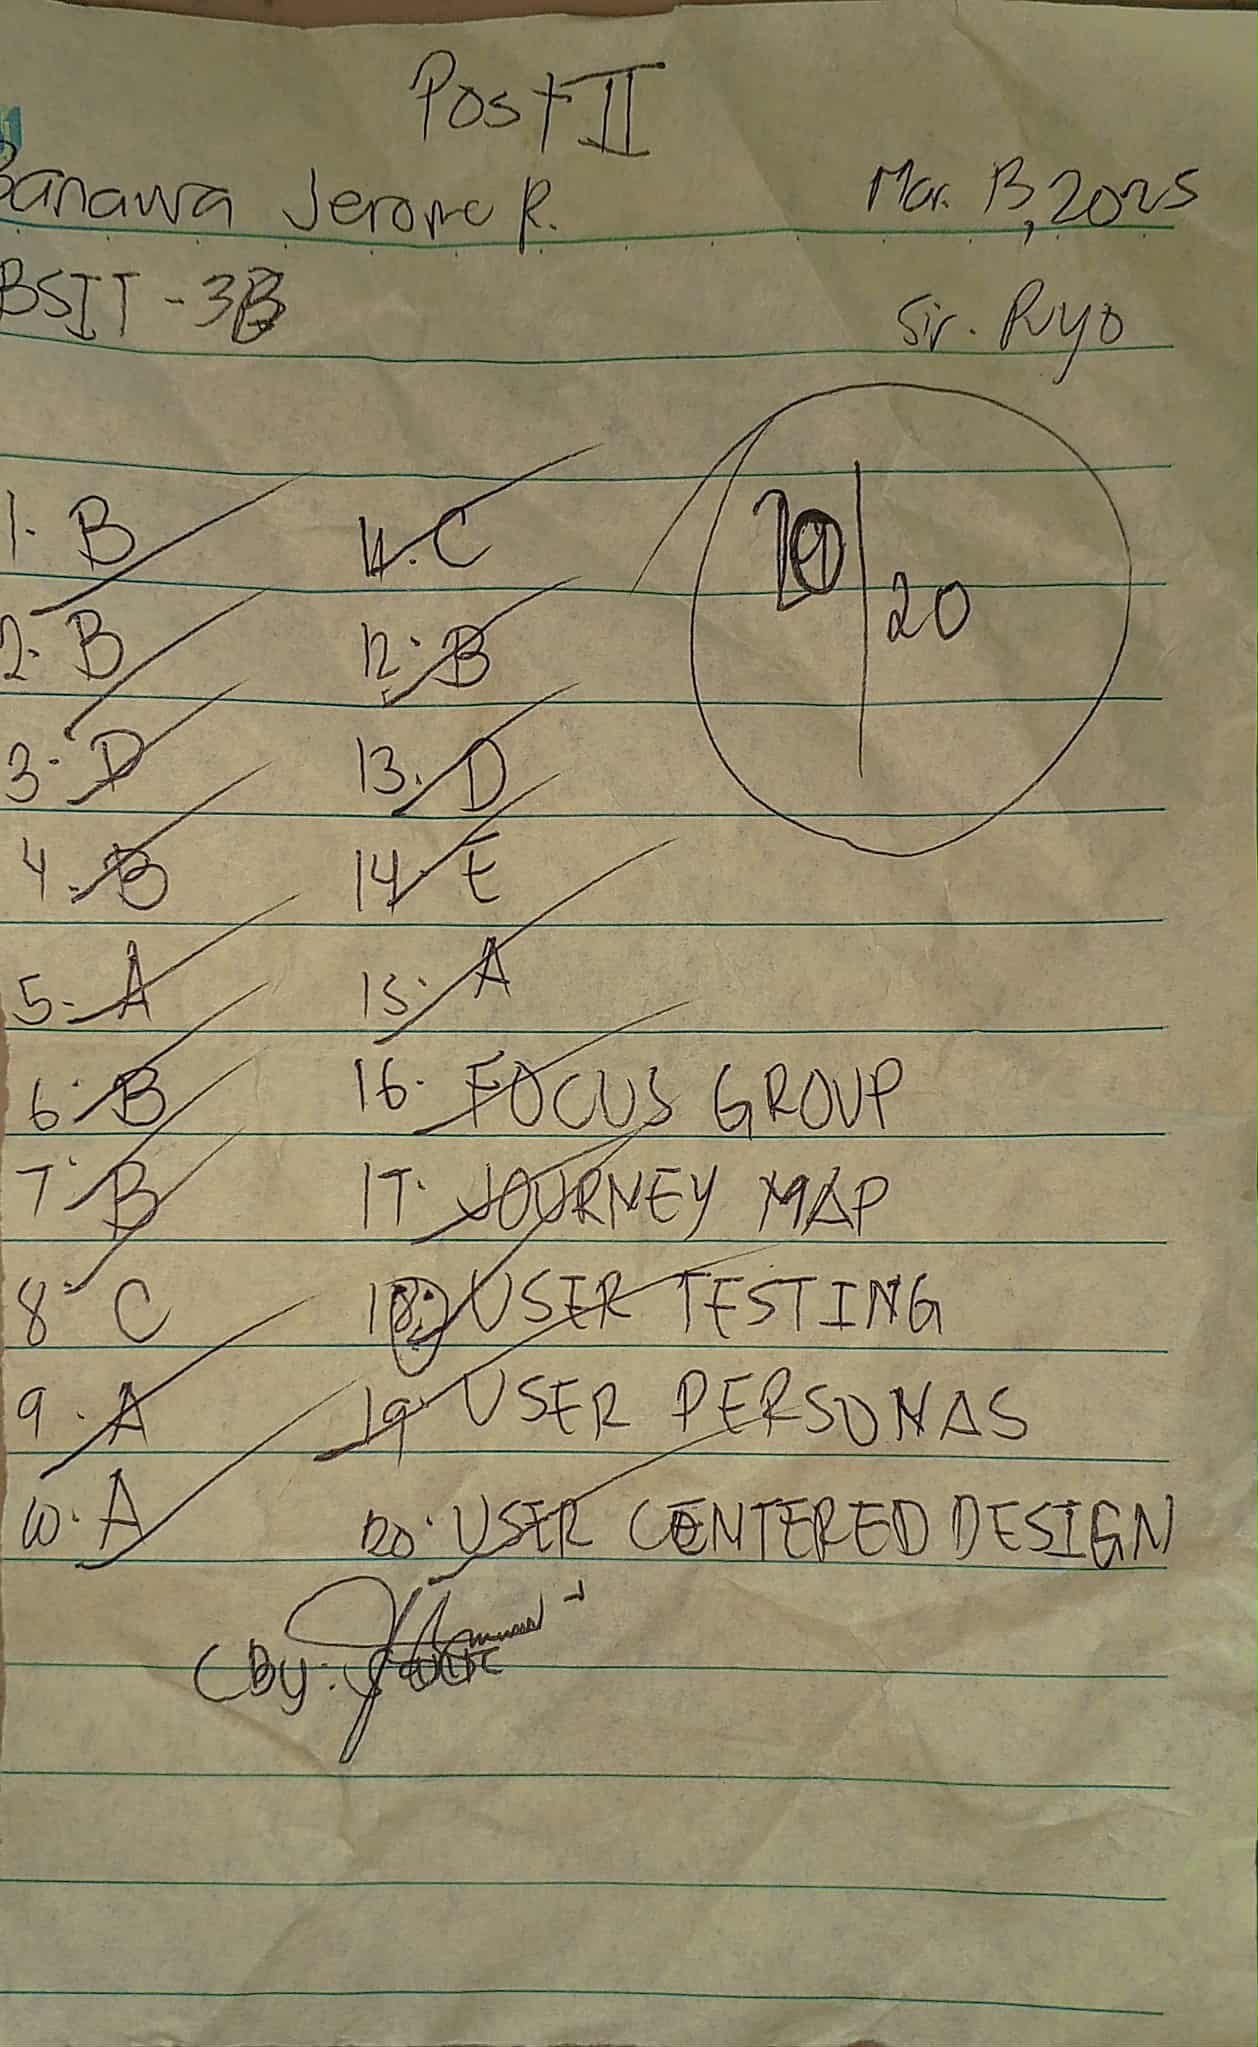 Post II
Banawa Jerome R. Mar. 13, 2025
BSIT - 3B Sir. Ryo
20
1. B
2. B
3. D
4. B
5. A
6. B
7. B
8. C
9. A
10. A
11. C
12. B
13. D
14. E
15. A
16. FOCUS GROUP
17. JOURNEY MAP
18. USER TESTING
19. USER PERSONAS
20. USER CENTERED DESIGN
CBy: